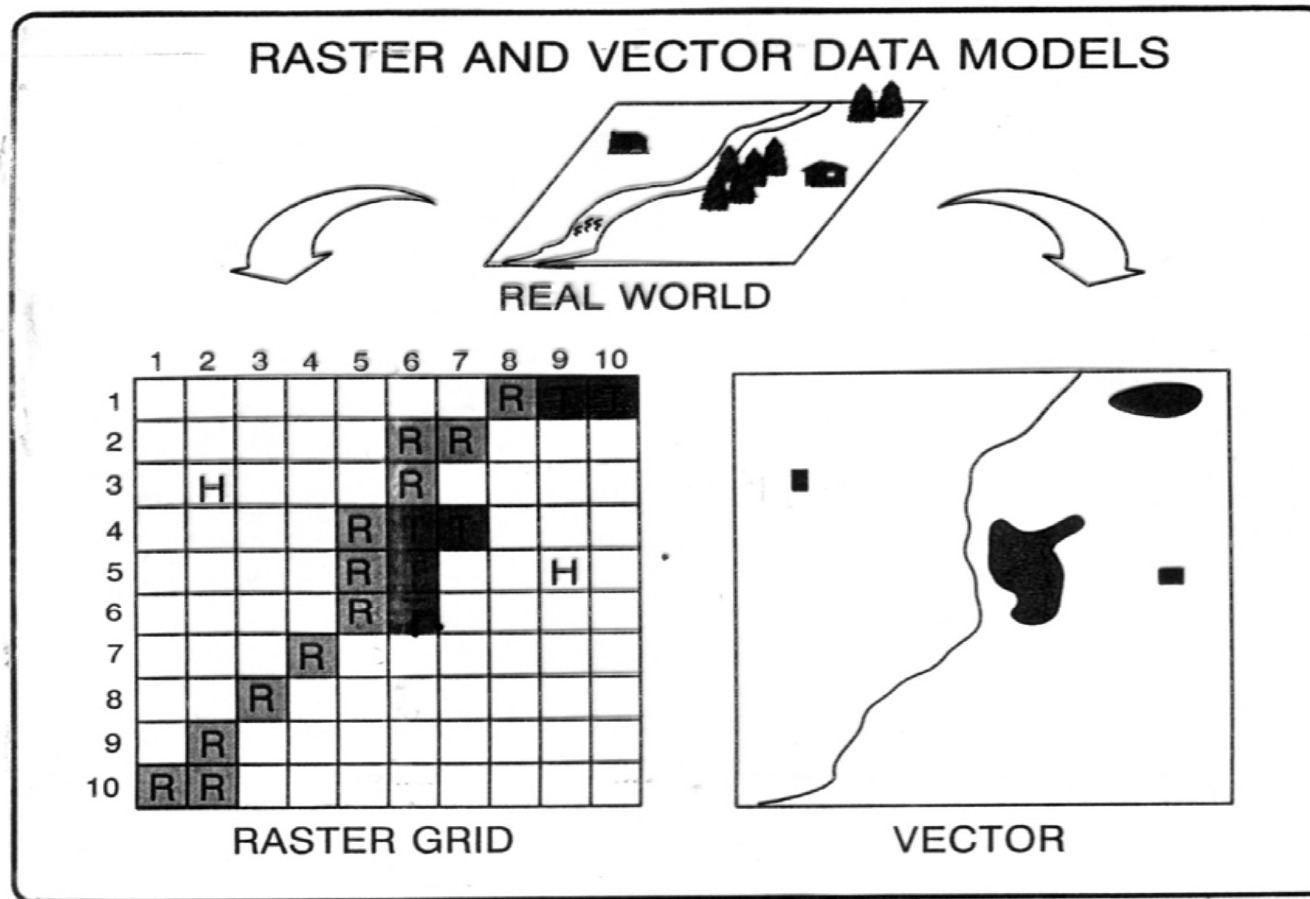 RASTER AND VECTOR DATA MODELS
REAL WORLD
1 2 3 4 5 6 7 8 9 10
1 R T T
2 R R
3 H R
4 R T T
5 R H
6 R
7 R
8 R
9 R
10 R R
RASTER GRID
VECTOR